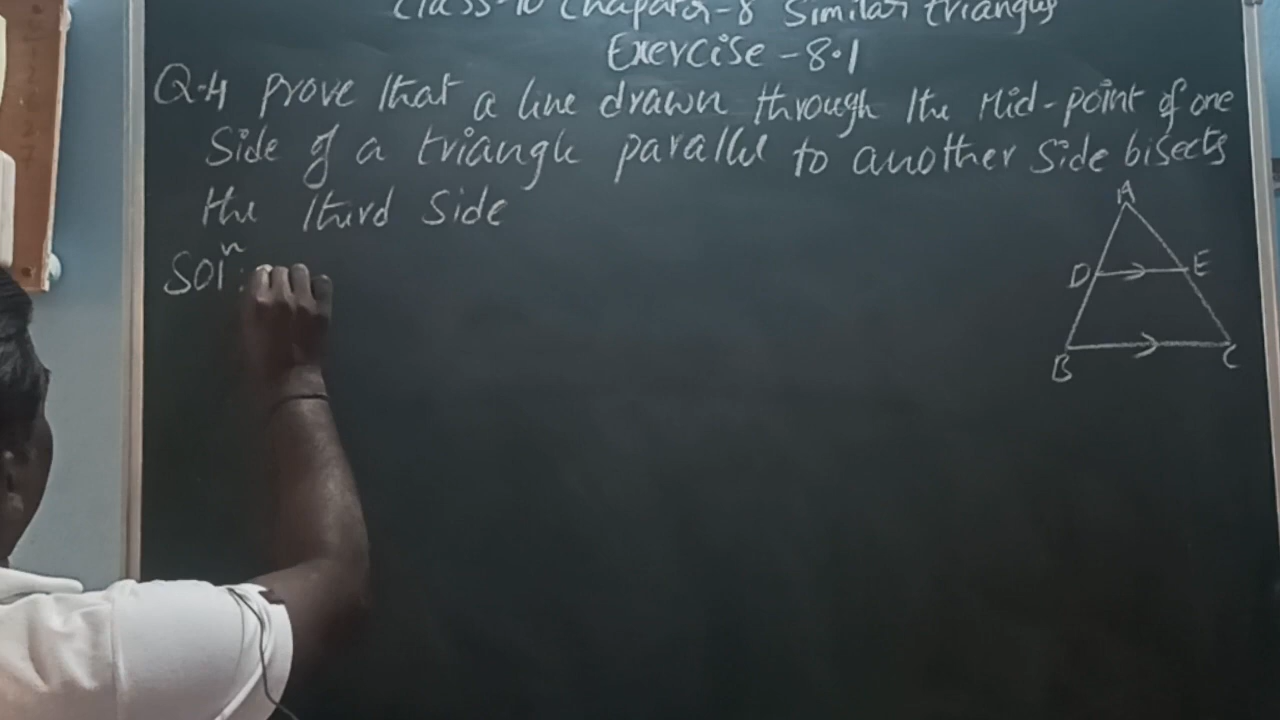 Class-10 Chapator-8 Similar triangles
Exercise -8.1
Q.4 prove that a line drawn through the Mid-point of one
Side of a triangle parallel to another Side bisects
the third Side
Soln:
A
D E
B C